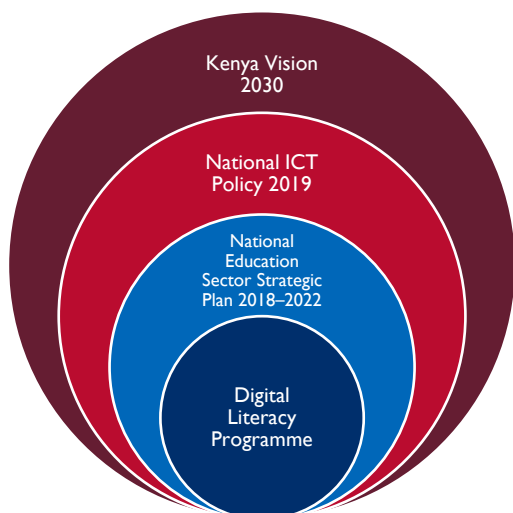 Kenya Vision
2030
National ICT
Policy 2019
National
Education
Sector Strategic
Plan 2018–2022
Digital
Literacy
Programme